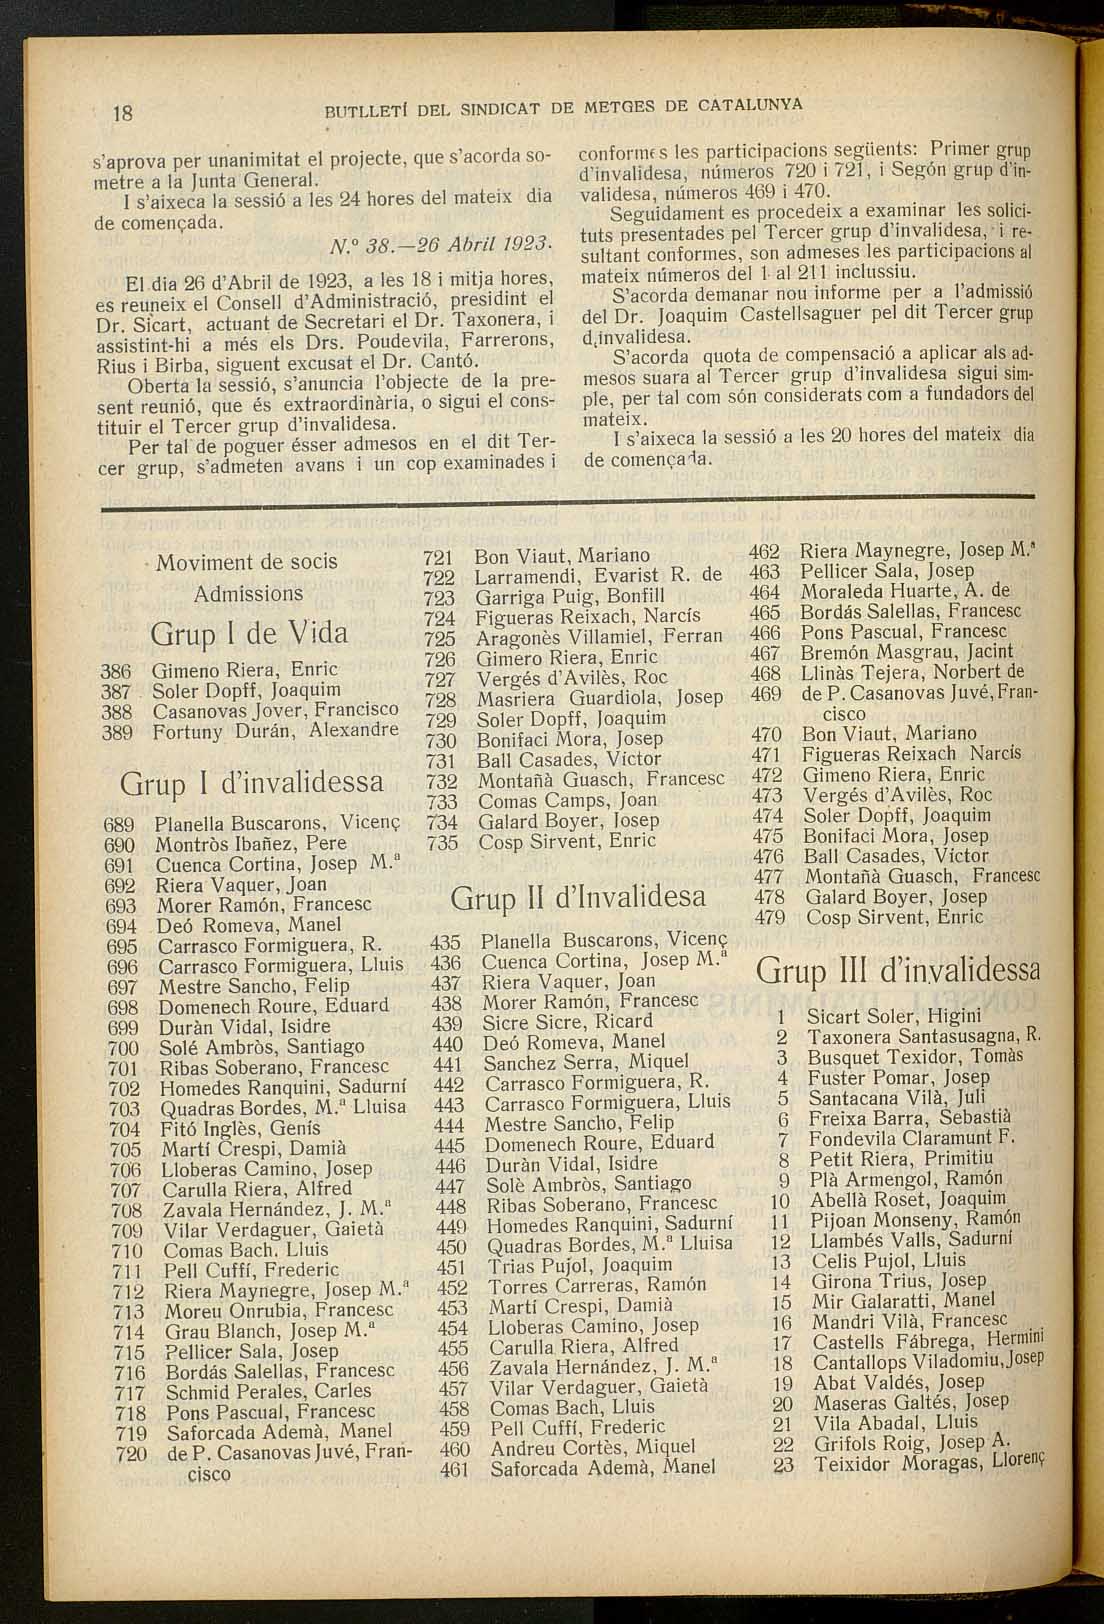 18
BUTLLETÍ DEL SINDICAT DE METGES DE CATALUNYA
s'aprova per unanimitat el projecte, que s'acorda so-
metre a la Junta General.
I s'aixeca la sessió a les 24 hores del mateix dia
de començada.
N.º 38.—26 Abril 1923.
El dia 26 d'Abril de 1923, a les 18 i mitja hores,
es reuneix el Consell d'Administració, presidint el
Dr. Sicart, actuant de Secretari el Dr. Taxonera, i
assistint-hi a més els Drs. Poudevila, Farrerons,
Rius i Birba, siguent excusat el Dr. Cantó.
Oberta la sessió, s'anuncia l'objecte de la pre-
sent reunió, que és extraordinària, o sigui el cons-
tituir el Tercer grup d'invalidesa.
Per tal de poguer ésser admesos en el dit Ter-
cer grup, s'admeten avans i un cop examinades i
conformes les participacions següents: Primer grup
d'invalidesa, números 720 i 721, i Segón grup d'in-
validesa, números 469 i 470.
Seguidament es procedeix a examinar les solici-
tuts presentades pel Tercer grup d'invalidesa, i re-
sultant conformes, son admeses les participacions al
mateix números del 1 al 211 inclussiu.
S'acorda demanar nou informe per a l'admissió
del Dr. Joaquim Castellsaguer pel dit Tercer grup
d,invalidesa.
S'acorda quota de compensació a aplicar als ad-
mesos suara al Tercer grup d'invalidesa sigui sim-
ple, per tal com són considerats com a fundadors del
mateix.
I s'aixeca la sessió a les 20 hores del mateix dia
de començada.
Moviment de socis
Admissions
Grup I de Vida
386 Gimeno Riera, Enric
387 Soler Dopff, Joaquim
388 Casanovas Jover, Francisco
389 Fortuny Durán, Alexandre
Grup I d'invalidessa
689 Planella Buscarons, Vicenç
690 Montròs Ibañez, Pere
691 Cuenca Cortina, Josep M.ª
692 Riera Vaquer, Joan
693 Morer Ramón, Francesc
694 Deó Romeva, Manel
695 Carrasco Formiguera, R.
696 Carrasco Formiguera, Lluis
697 Mestre Sancho, Felip
698 Domenech Roure, Eduard
699 Duràn Vidal, Isidre
700 Solé Ambròs, Santiago
701 Ribas Soberano, Francesc
702 Homedes Ranquini, Sadurní
703 Quadras Bordes, M.ª Lluisa
704 Fitó Inglès, Genís
705 Martí Crespi, Damià
706 Lloberas Camino, Josep
707 Carulla Riera, Alfred
708 Zavala Hernández, J. M.ª
709 Vilar Verdaguer, Gaietà
710 Comas Bach, Lluis
711 Pell Cuffí, Frederic
712 Riera Maynegre, Josep M.ª
713 Moreu Onrubia, Francesc
714 Grau Blanch, Josep M.ª
715 Pellicer Sala, Josep
716 Bordás Salellas, Francesc
717 Schmid Perales, Carles
718 Pons Pascual, Francesc
719 Saforcada Ademà, Manel
720 de P. Casanovas Juvé, Fran-
cisco
721 Bon Viaut, Mariano
722 Larramendi, Evarist R. de
723 Garriga Puig, Bonfill
724 Figueras Reixach, Narcís
725 Aragonès Villamiel, Ferran
726 Gimero Riera, Enric
727 Vergés d'Avilès, Roc
728 Masriera Guardiola, Josep
729 Soler Dopff, Joaquim
730 Bonifaci Mora, Josep
731 Ball Casades, Víctor
732 Montañà Guasch, Francesc
733 Comas Camps, Joan
734 Galard Boyer, Josep
735 Cosp Sirvent, Enric
Grup II d'Invalidesa
435 Planella Buscarons, Vicenç
436 Cuenca Cortina, Josep M.ª
437 Riera Vaquer, Joan
438 Morer Ramón, Francesc
439 Sicre Sicre, Ricard
440 Deó Romeva, Manel
441 Sanchez Serra, Miquel
442 Carrasco Formiguera, R.
443 Carrasco Formiguera, Lluis
444 Mestre Sancho, Felip
445 Domenech Roure, Eduard
446 Duràn Vidal, Isidre
447 Solè Ambròs, Santiago
448 Ribas Soberano, Francesc
449 Homedes Ranquini, Sadurní
450 Quadras Bordes, M.ª Lluisa
451 Trias Pujol, Joaquim
452 Torres Carreras, Ramón
453 Martí Crespi, Damià
454 Lloberas Camino, Josep
455 Carulla Riera, Alfred
456 Zavala Hernández, J. M.ª
457 Vilar Verdaguer, Gaietà
458 Comas Bach, Lluis
459 Pell Cuffí, Frederic
460 Andreu Cortès, Miquel
461 Saforcada Ademà, Manel
462 Riera Maynegre, Josep M.ª
463 Pellicer Sala, Josep
464 Moraleda Huarte, A. de
465 Bordás Salellas, Francesc
466 Pons Pascual, Francesc
467 Bremón Masgrau, Jacint
468 Llinàs Tejera, Norbert de
469 de P. Casanovas Juvé, Fran-
cisco
470 Bon Viaut, Mariano
471 Figueras Reixach Narcís
472 Gimeno Riera, Enric
473 Vergés d'Avilès, Roc
474 Soler Dopff, Joaquim
475 Bonifaci Mora, Josep
476 Ball Casades, Víctor
477 Montañà Guasch, Francesc
478 Galard Boyer, Josep
479 Cosp Sirvent, Enric
Grup III d'invalidessa
1 Sicart Soler, Higini
2 Taxonera Santasusagna, R.
3 Busquet Texidor, Tomàs
4 Fuster Pomar, Josep
5 Santacana Vilà, Juli
6 Freixa Barra, Sebastià
7 Fondevila Claramunt F.
8 Petit Riera, Primitiu
9 Plà Armengol, Ramón
10 Abellà Roset, Joaquim
11 Pijoan Monseny, Ramón
12 Llambés Valls, Sadurní
13 Celis Pujol, Lluis
14 Girona Trius, Josep
15 Mir Galaratti, Manel
16 Mandri Vilà, Francesc
17 Castells Fábrega, Hermini
18 Cantallops Viladomiu, Josep
19 Abat Valdés, Josep
20 Maseras Galtés, Josep
21 Vila Abadal, Lluis
22 Grifols Roig, Josep A.
23 Teixidor Moragas, Llorenç